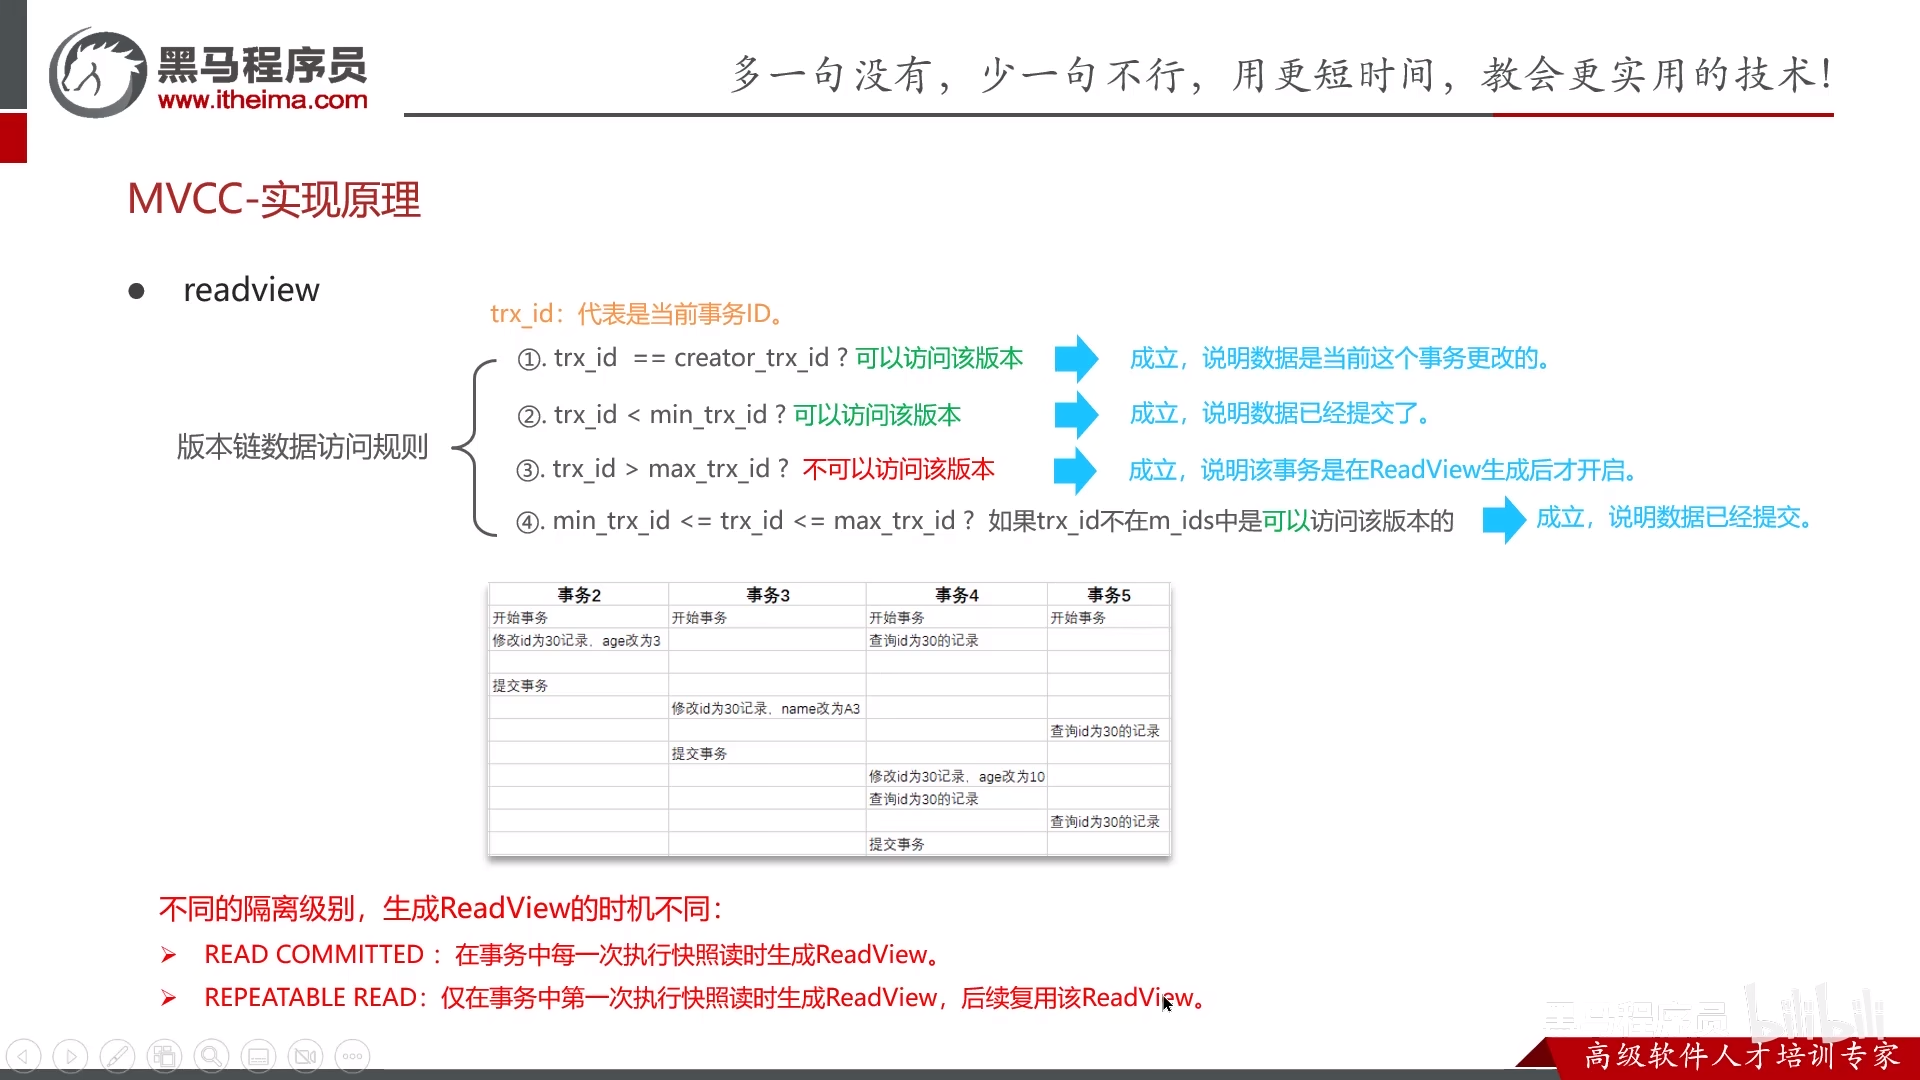 黑马程序员
www.itheima.com
多一句没有，少一句不行，用更短时间，教会更实用的技术！
MVCC-实现原理
● readview
trx_id：代表是当前事务ID。
①. trx_id == creator_trx_id ? 可以访问该版本 成立，说明数据是当前这个事务更改的。
②. trx_id < min_trx_id ? 可以访问该版本 成立，说明数据已经提交了。
版本链数据访问规则
③. trx_id > max_trx_id ? 不可以访问该版本 成立，说明该事务是在ReadView生成后才开启。
④. min_trx_id <= trx_id <= max_trx_id ? 如果trx_id不在m_ids中是可以访问该版本的 成立，说明数据已经提交。
事务2 事务3 事务4 事务5
开始事务 开始事务 开始事务 开始事务
修改id为30记录，age改为3 查询id为30的记录
提交事务
修改id为30记录，name改为A3
查询id为30的记录
提交事务
修改id为30记录，age改为10
查询id为30的记录
查询id为30的记录
提交事务
不同的隔离级别，生成ReadView的时机不同：
➢ READ COMMITTED ：在事务中每一次执行快照读时生成ReadView。
➢ REPEATABLE READ：仅在事务中第一次执行快照读时生成ReadView，后续复用该ReadView。
黑马程序员 bilibili
高级软件人才培训专家